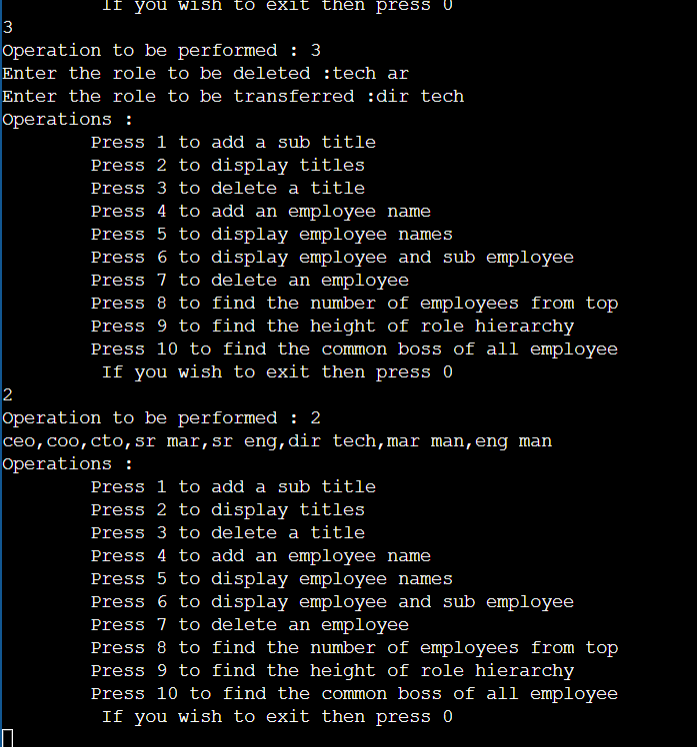 If you wish to exit then press 0
3
Operation to be performed : 3
Enter the role to be deleted :tech ar
Enter the role to be transferred :dir tech
Operations :
Press 1 to add a sub title
Press 2 to display titles
Press 3 to delete a title
Press 4 to add an employee name
Press 5 to display employee names
Press 6 to display employee and sub employee
Press 7 to delete an employee
Press 8 to find the number of employees from top
Press 9 to find the height of role hierarchy
Press 10 to find the common boss of all employee
If you wish to exit then press 0
2
Operation to be performed : 2
ceo,coo,cto,sr mar,sr eng,dir tech,mar man,eng man
Operations :
Press 1 to add a sub title
Press 2 to display titles
Press 3 to delete a title
Press 4 to add an employee name
Press 5 to display employee names
Press 6 to display employee and sub employee
Press 7 to delete an employee
Press 8 to find the number of employees from top
Press 9 to find the height of role hierarchy
Press 10 to find the common boss of all employee
If you wish to exit then press 0